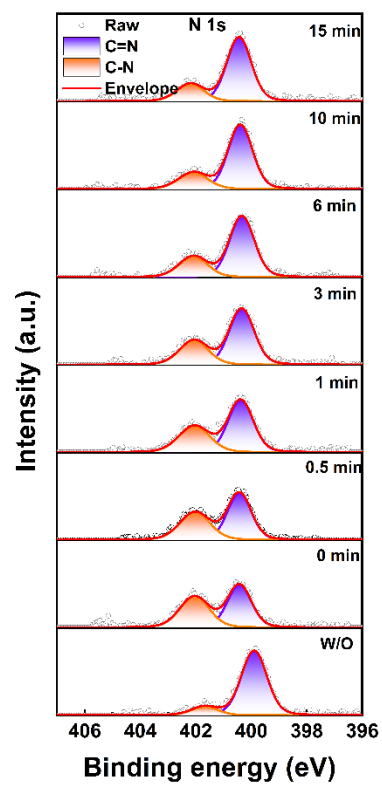 Raw
N 1s
15 min
C=N
C-N
Envelope
10 min
6 min
3 min
1 min
0.5 min
0 min
W/O
Intensity (a.u.)
406 404 402 400 398 396
Binding energy (eV)